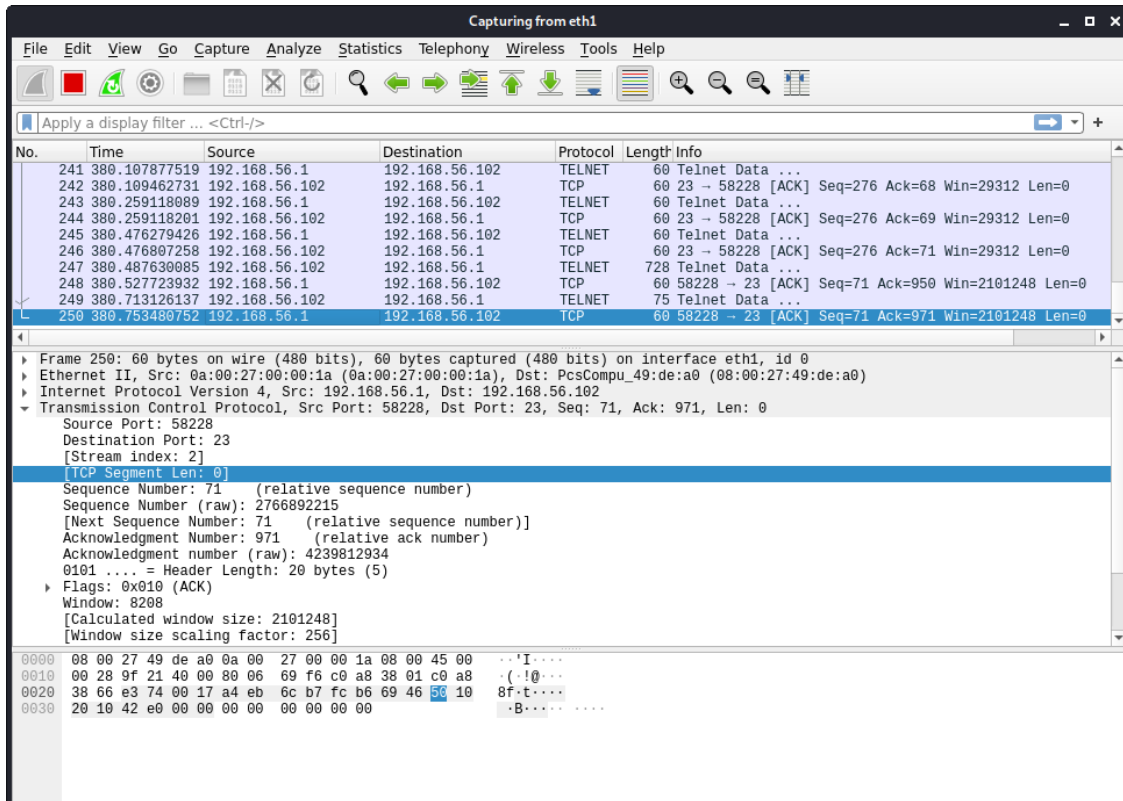 Capturing from eth1
File Edit View Go Capture Analyze Statistics Telephony Wireless Tools Help
Apply a display filter ... <Ctrl-/>
No. Time Source Destination Protocol Length Info
241 380.107877519 192.168.56.1 192.168.56.102 TELNET 60 Telnet Data ...
242 380.109462731 192.168.56.102 192.168.56.1 TCP 60 23 → 58228 [ACK] Seq=276 Ack=68 Win=29312 Len=0
243 380.259118089 192.168.56.1 192.168.56.102 TELNET 60 Telnet Data ...
244 380.259118201 192.168.56.102 192.168.56.1 TCP 60 23 → 58228 [ACK] Seq=276 Ack=69 Win=29312 Len=0
245 380.476279426 192.168.56.1 192.168.56.102 TELNET 60 Telnet Data ...
246 380.476807258 192.168.56.102 192.168.56.1 TCP 60 23 → 58228 [ACK] Seq=276 Ack=71 Win=29312 Len=0
247 380.487630085 192.168.56.102 192.168.56.1 TELNET 728 Telnet Data ...
248 380.527723932 192.168.56.1 192.168.56.102 TCP 60 58228 → 23 [ACK] Seq=71 Ack=950 Win=2101248 Len=0
249 380.713126137 192.168.56.102 192.168.56.1 TELNET 75 Telnet Data ...
250 380.753480752 192.168.56.1 192.168.56.102 TCP 60 58228 → 23 [ACK] Seq=71 Ack=971 Win=2101248 Len=0
Frame 250: 60 bytes on wire (480 bits), 60 bytes captured (480 bits) on interface eth1, id 0
Ethernet II, Src: 0a:00:27:00:00:1a (0a:00:27:00:00:1a), Dst: PcsCompu_49:de:a0 (08:00:27:49:de:a0)
Internet Protocol Version 4, Src: 192.168.56.1, Dst: 192.168.56.102
Transmission Control Protocol, Src Port: 58228, Dst Port: 23, Seq: 71, Ack: 971, Len: 0
Source Port: 58228
Destination Port: 23
[Stream index: 2]
[TCP Segment Len: 0]
Sequence Number: 71 (relative sequence number)
Sequence Number (raw): 2766892215
[Next Sequence Number: 71 (relative sequence number)]
Acknowledgment Number: 971 (relative ack number)
Acknowledgment number (raw): 4239812934
0101 .... = Header Length: 20 bytes (5)
Flags: 0x010 (ACK)
Window: 8208
[Calculated window size: 2101248]
[Window size scaling factor: 256]
0000 08 00 27 49 de a0 0a 00 27 00 00 1a 08 00 45 00 ··'I····
0010 00 28 9f 21 40 00 80 06 69 f6 c0 a8 38 01 c0 a8 ·(·!@···
0020 38 66 e3 74 00 17 a4 eb 6c b7 fc b6 69 46 50 10 8f·t····
0030 20 10 42 e0 00 00 00 00 00 00 00 00 ·B····· ····